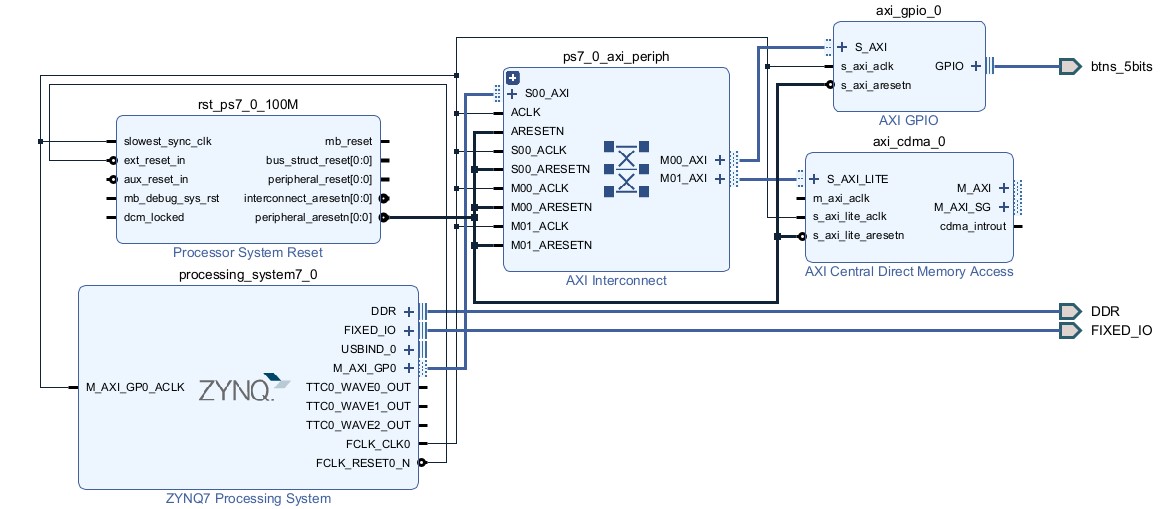 axi_gpio_0
S_AXI
s_axi_aclk
s_axi_aresetn
GPIO
AXI GPIO
btns_5bits
ps7_0_axi_periph
S00_AXI
ACLK
ARESETN
S00_ACLK
S00_ARESETN
M00_ACLK
M00_ARESETN
M01_ACLK
M01_ARESETN
M00_AXI
M01_AXI
AXI Interconnect
rst_ps7_0_100M
slowest_sync_clk
ext_reset_in
aux_reset_in
mb_debug_sys_rst
dcm_locked
mb_reset
bus_struct_reset[0:0]
peripheral_reset[0:0]
interconnect_aresetn[0:0]
peripheral_aresetn[0:0]
Processor System Reset
axi_cdma_0
S_AXI_LITE
m_axi_aclk
s_axi_lite_aclk
s_axi_lite_aresetn
M_AXI
M_AXI_SG
cdma_introut
AXI Central Direct Memory Access
processing_system7_0
M_AXI_GP0_ACLK
ZYNQ
DDR
FIXED_IO
USBIND_0
M_AXI_GP0
TTC0_WAVE0_OUT
TTC0_WAVE1_OUT
TTC0_WAVE2_OUT
FCLK_CLK0
FCLK_RESET0_N
ZYNQ7 Processing System
DDR
FIXED_IO